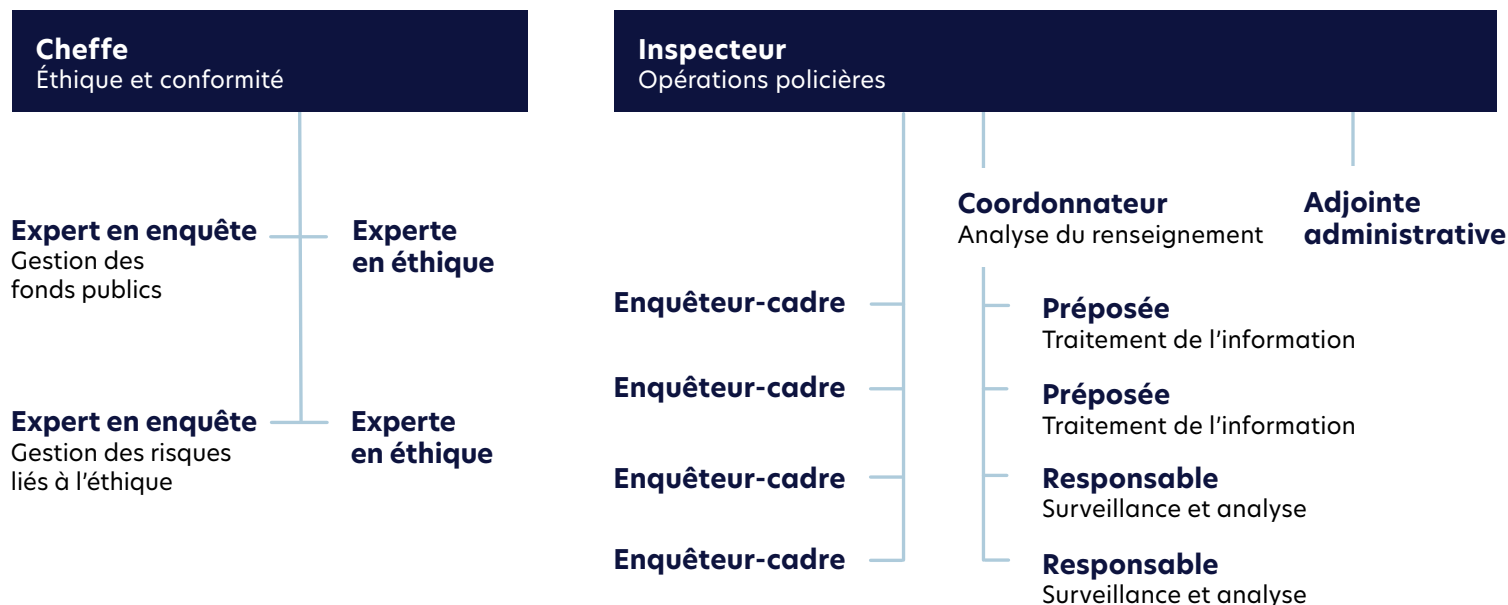 Cheffe
Éthique et conformité
Expert en enquête
Gestion des
fonds publics
Experte
en éthique
Expert en enquête
Gestion des risques
liés à l'éthique
Experte
en éthique
Inspecteur
Opérations policières
Enquêteur-cadre
Enquêteur-cadre
Enquêteur-cadre
Enquêteur-cadre
Coordonnateur
Analyse du renseignement
Préposée
Traitement de l'information
Préposée
Traitement de l'information
Responsable
Surveillance et analyse
Responsable
Surveillance et analyse
Adjointe
administrative